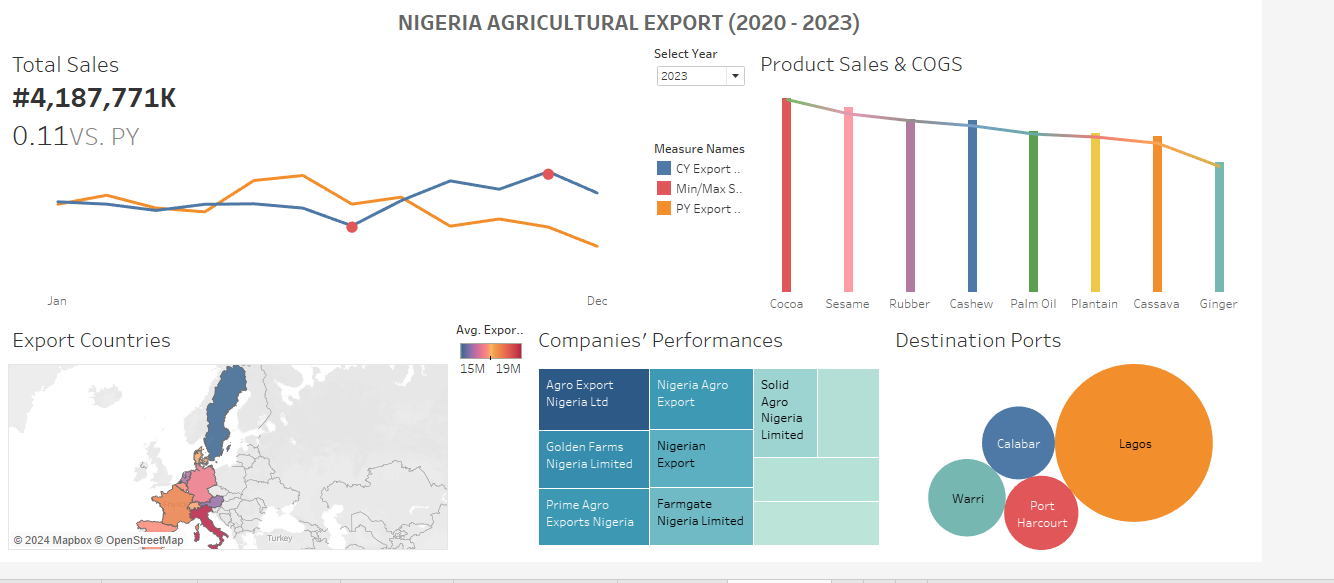 NIGERIA AGRICULTURAL EXPORT (2020 - 2023)
Total Sales
#4,187,771K
0.11VS. PY
Jan
Dec
Select Year
2023
Measure Names
CY Export ..
Min/Max S..
PY Export ..
Product Sales & COGS
Cocoa
Sesame
Rubber
Cashew
Palm Oil
Plantain
Cassava
Ginger
Export Countries
Avg. Expor..
15M
19M
Turkey
© 2024 Mapbox © OpenStreetMap
Companies’ Performances
Agro Export
Nigeria Ltd
Golden Farms
Nigeria Limited
Prime Agro
Exports Nigeria
Nigeria Agro
Export
Nigerian
Export
Farmgate
Nigeria Limited
Solid
Agro
Nigeria
Limited
Destination Ports
Calabar
Lagos
Warri
Port
Harcourt